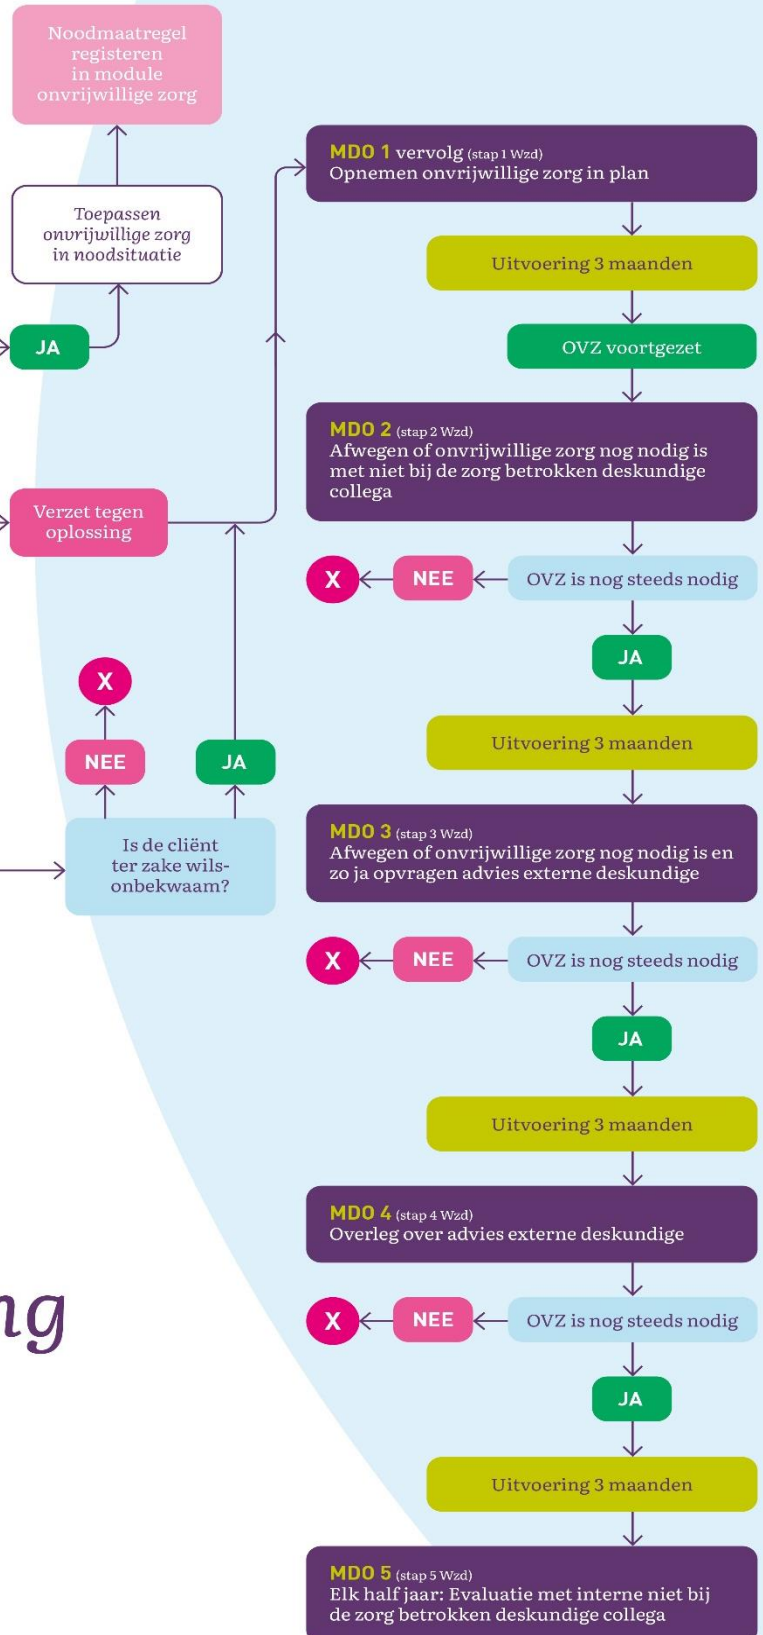 Noodmaatregel
registeren
in module
onvrijwillige zorg
Toepassen
onvrijwillige zorg
in noodsituatie
JA
Verzet tegen
oplossing
X
NEE
JA
Is de cliënt
ter zake wils-
onbekwaam?
ng
MDO 1 vervolg (stap 1 Wzd)
Opnemen onvrijwillige zorg in plan
Uitvoering 3 maanden
OVZ voortgezet
MDO 2 (stap 2 Wzd)
Afwegen of onvrijwillige zorg nog nodig is
met niet bij de zorg betrokken deskundige
collega
X NEE OVZ is nog steeds nodig
JA
Uitvoering 3 maanden
MDO 3 (stap 3 Wzd)
Afwegen of onvrijwillige zorg nog nodig is en
zo ja opvragen advies externe deskundige
X NEE OVZ is nog steeds nodig
JA
Uitvoering 3 maanden
MDO 4 (stap 4 Wzd)
Overleg over advies externe deskundige
X NEE OVZ is nog steeds nodig
JA
Uitvoering 3 maanden
MDO 5 (stap 5 Wzd)
Elk half jaar: Evaluatie met interne niet bij
de zorg betrokken deskundige collega